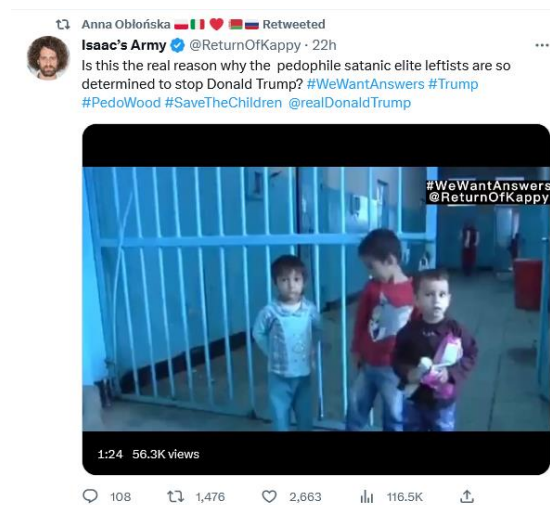 Anna Obłońska 🇵🇱🇮🇹❤️🇧🇾🇷🇺 Retweeted
Isaac's Army @ReturnOfKappy · 22h
Is this the real reason why the pedophile satanic elite leftists are so
determined to stop Donald Trump? #WeWantAnswers #Trump
#PedoWood #SaveTheChildren @realDonaldTrump
#WeWantAnswers
@ReturnOfKappy
1:24 56.3K views
108 1,476 2,663 116.5K